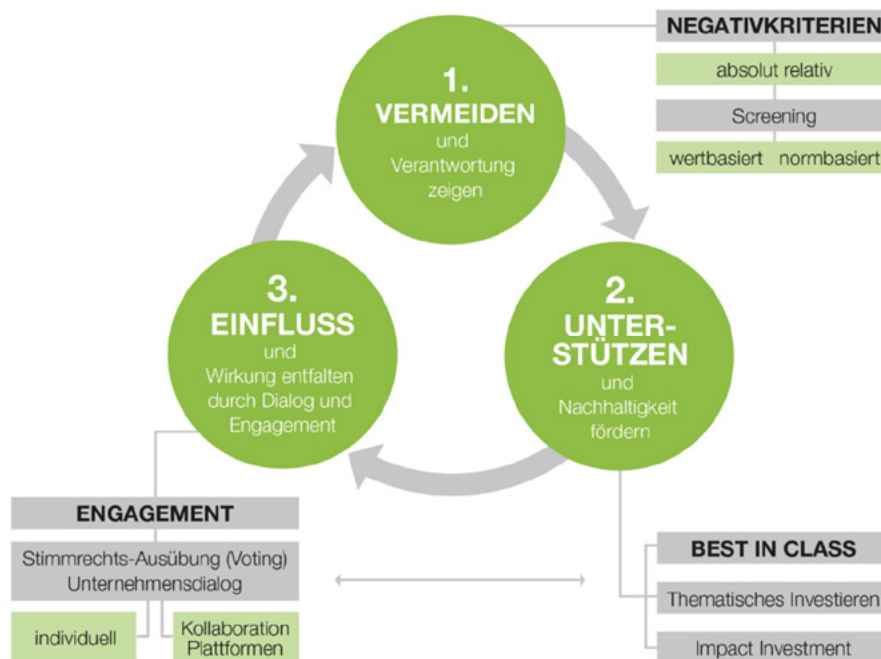 1.
VERMEIDEN
und
Verantwortung
zeigen
NEGATIVKRITERIEN
absolut relativ
Screening
wertbasiert normbasiert
2.
UNTER-
STÜTZEN
und
Nachhaltigkeit
fördern
BEST IN CLASS
Thematisches Investieren
Impact Investment
3.
EINFLUSS
und
Wirkung entfalten
durch Dialog und
Engagement
ENGAGEMENT
Stimmrechts-Ausübung (Voting)
Unternehmensdialog
individuell
Kollaboration
Plattformen